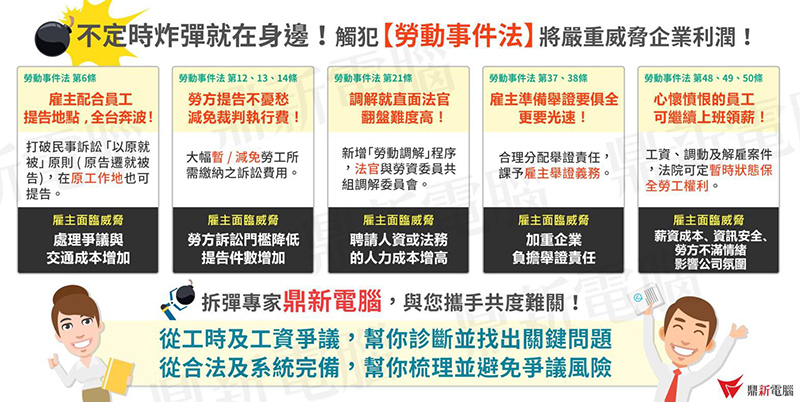 不定時炸彈就在身邊！觸犯【勞動事件法】將嚴重威脅企業利潤！
勞動事件法 第6條
雇主配合員工
提告地點，全台奔波！
打破民事訴訟「以原就
被」原則 ( 原告遷就被
告)，在原工作地也可
提告。
雇主面臨威脅
處理爭議與
交通成本增加
勞動事件法 第12、13、14條
勞方提告不憂愁
減免裁判執行費！
大幅暫 / 減免勞工所
需繳納之訴訟費用。
雇主面臨威脅
勞方訴訟門檻降低
提告件數增加
勞動事件法 第21條
調解就直面法官
翻盤難度高！
新增「勞動調解」程序
，法官與勞資委員共
組調解委員會。
雇主面臨威脅
聘請人資或法務
的人力成本增高
勞動事件法 第37、38條
雇主準備舉證要俱全
更要光速！
合理分配舉證責任，
課予雇主舉證義務。
雇主面臨威脅
加重企業
負擔舉證責任
勞動事件法 第48、49、50條
心懷憤恨的員工
可繼續上班領薪！
工資、調動及解雇案件
，法院可定暫時狀態保
全勞工權利。
雇主面臨威脅
薪資成本、資訊安全、
勞方不滿情緒
影響公司氛圍
拆彈專家鼎新電腦，與您攜手共度難關！
從工時及工資爭議，幫你診斷並找出關鍵問題
從合法及系統完備，幫你梳理並避免爭議風險
鼎新電腦